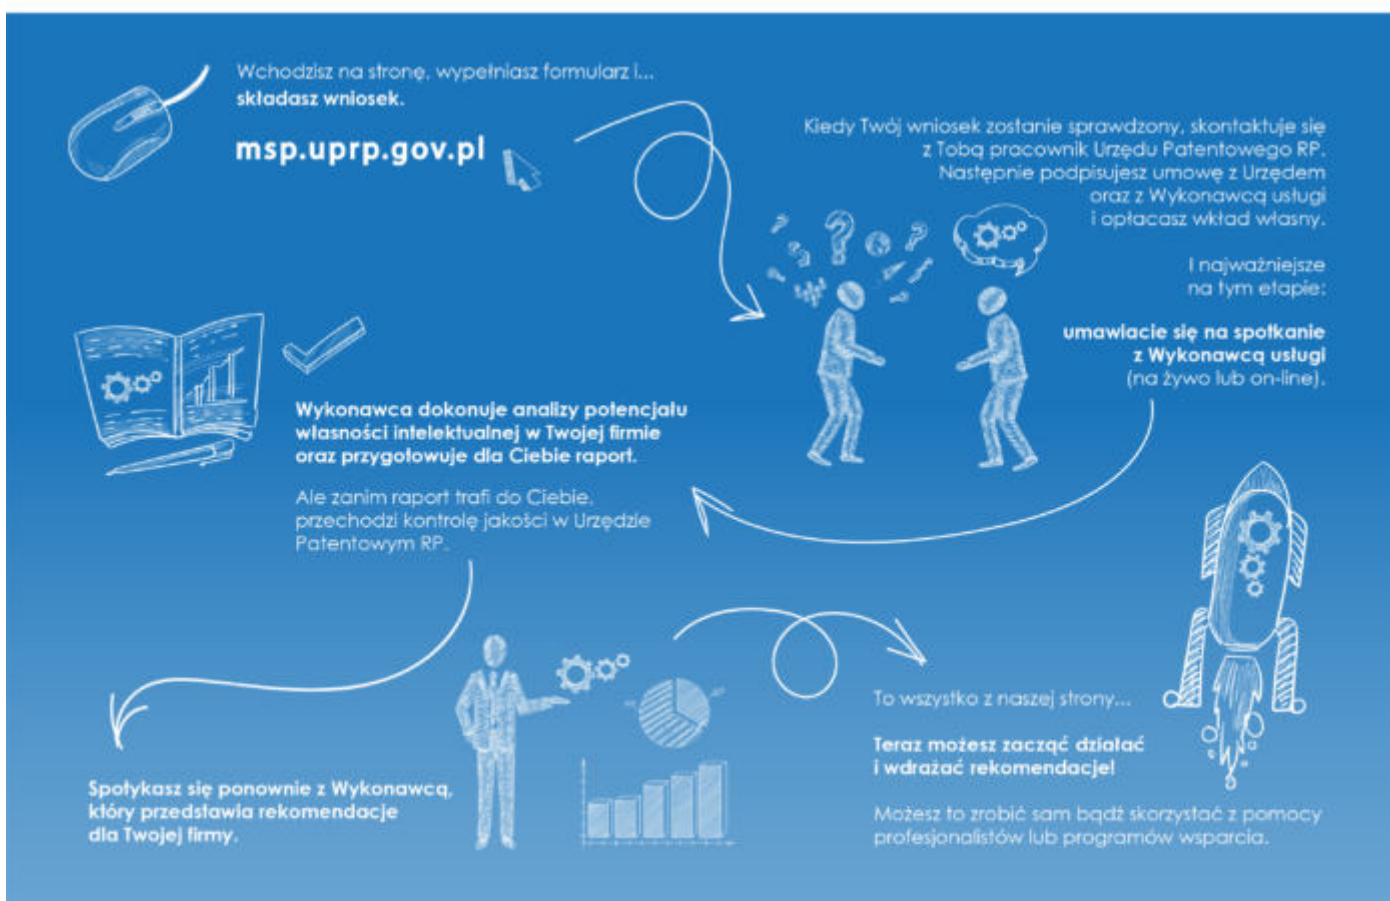 Wchodzisz na stronę, wypełniasz formularz i...
składasz wniosek.
msp.uprp.gov.pl
Kiedy Twój wniosek zostanie sprawdzony, skontaktuje się
z Tobą pracownik Urzędu Patentowego RP.
Następnie podpisujesz umowę z Urzędem
oraz z Wykonawcą usługi
i opłacasz wkład własny.
I najważniejsze
na tym etapie:
umawiacie się na spotkanie
z Wykonawcą usługi
(na żywo lub on-line).
Wykonawca dokonuje analizy potencjału
własności intelektualnej w Twojej firmie
oraz przygotowuje dla Ciebie raport.
Ale zanim raport trafi do Ciebie,
przechodzi kontrolę jakości w Urzędzie
Patentowym RP.
Spotykasz się ponownie z Wykonawcą,
który przedstawia rekomendacje
dla Twojej firmy.
To wszystko z naszej strony...
Teraz możesz zacząć działać
i wdrażać rekomendacje!
Możesz to zrobić sam bądź skorzystać z pomocy
profesjonalistów lub programów wsparcia.